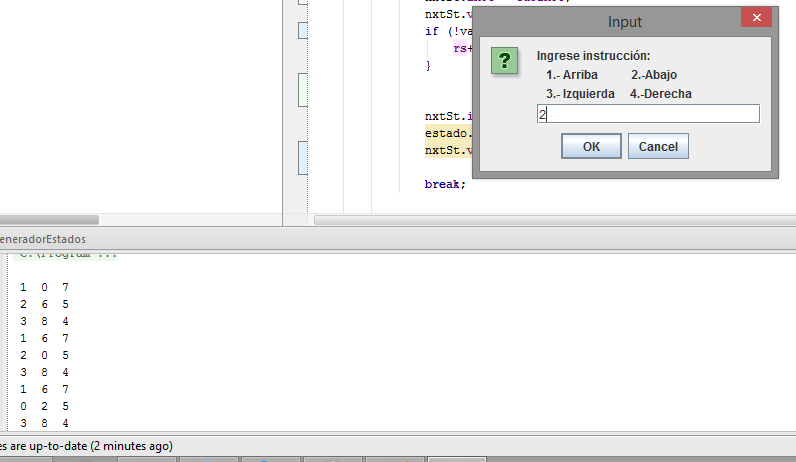 nxtSt.v
if (!va
rs+
}
nxtSt.i
estado.
nxtSt.v
break;
Input
?
Ingrese instrucción:
1.- Arriba 2.-Abajo
3.- Izquierda 4.-Derecha
2
OK Cancel
eneradorEstados
C:\Program ...
1 0 7
2 6 5
3 8 4
1 6 7
2 0 5
3 8 4
1 6 7
0 2 5
3 8 4
es are up-to-date (2 minutes ago)